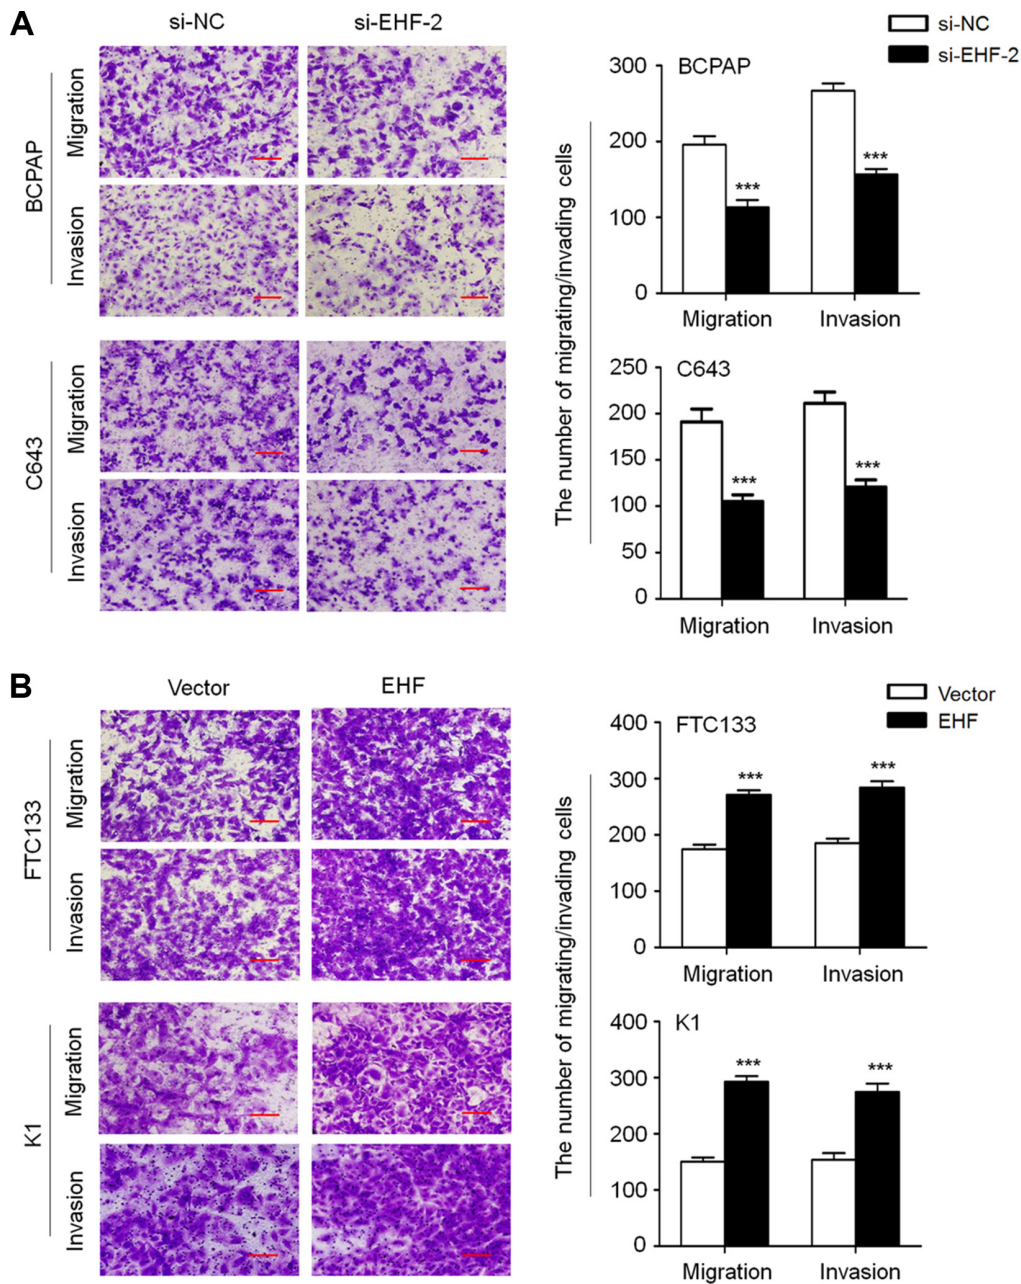 A
si-NC
si-EHF-2
BCPAP
Migration
Invasion
C643
Migration
Invasion
si-NC
si-EHF-2
The number of migrating/invading cells
BCPAP
300
200
100
0
***
***
Migration
Invasion
C643
250
200
150
100
50
0
***
***
Migration
Invasion
B
Vector
EHF
FTC133
Migration
Invasion
K1
Migration
Invasion
Vector
EHF
The number of migrating/invading cells
FTC133
400
300
200
100
0
***
***
Migration
Invasion
K1
400
300
200
100
0
***
***
Migration
Invasion